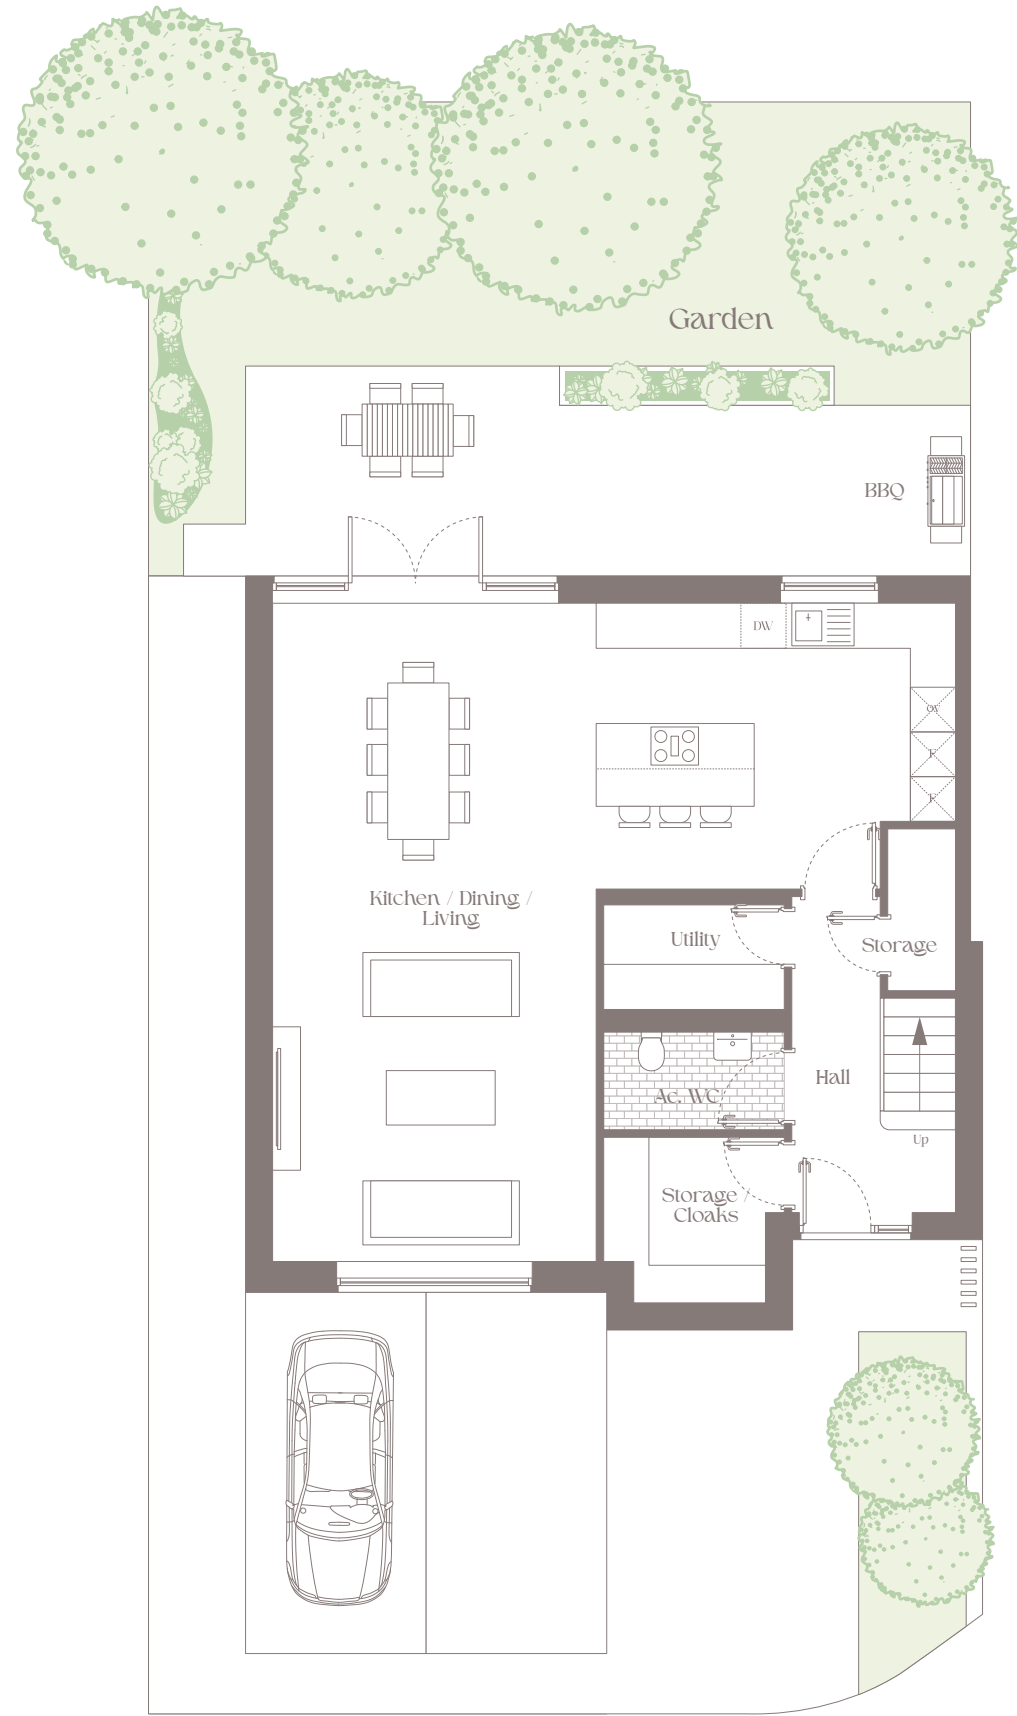 Garden
BBQ
DW
OV
F
F
Kitchen / Dining /
Living
Utility
Storage
Hall
Ac. WC
Up
Storage /
Cloaks